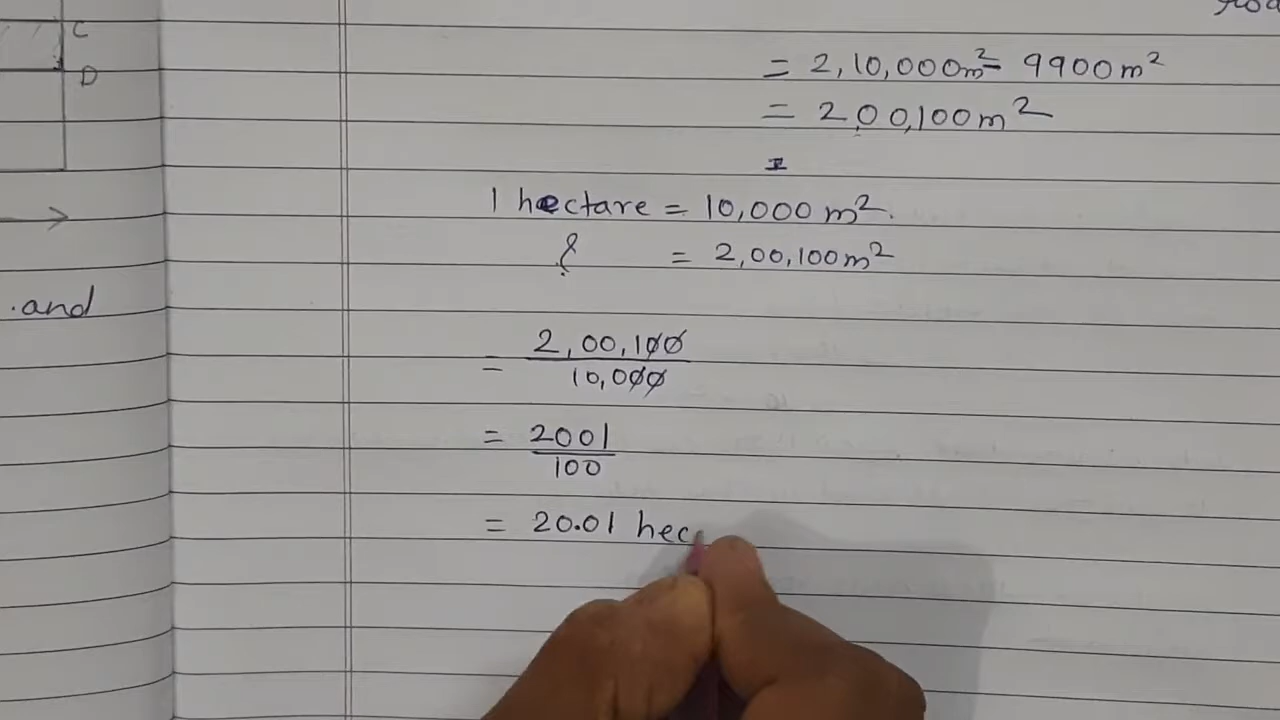 C
D
= 2,10,000m² - 9900m²
= 2,00,100m²
1 hectare = 10,000 m².
? = 2,00,100m²
.and
= 2,00,100
10,000
= 2001
100
= 20.01 hec